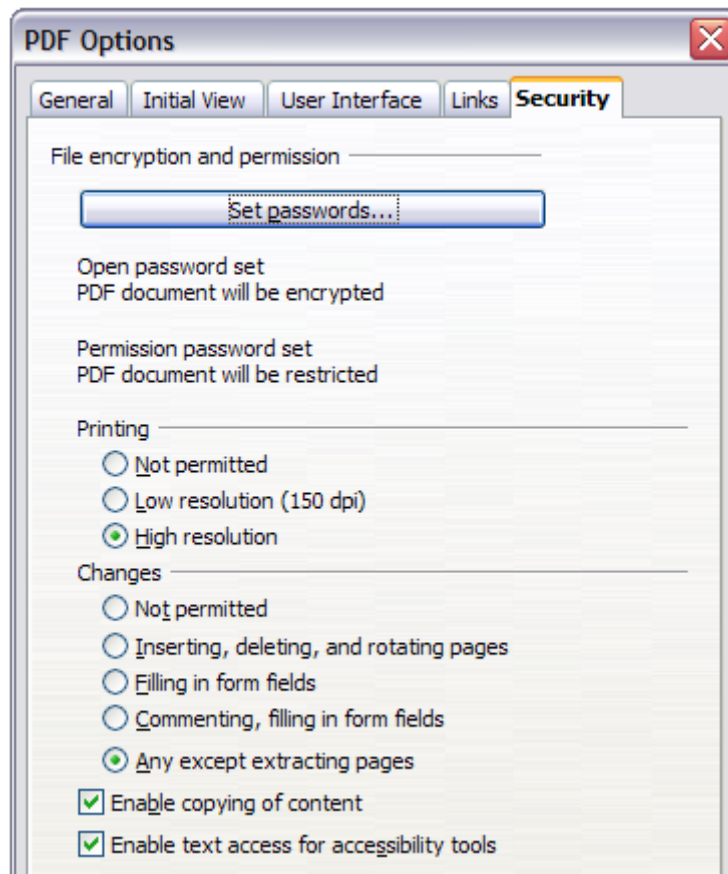 PDF Options
General Initial View User Interface Links Security
File encryption and permission
Set passwords...
Open password set
PDF document will be encrypted
Permission password set
PDF document will be restricted
Printing
Not permitted
Low resolution (150 dpi)
High resolution
Changes
Not permitted
Inserting, deleting, and rotating pages
Filling in form fields
Commenting, filling in form fields
Any except extracting pages
Enable copying of content
Enable text access for accessibility tools